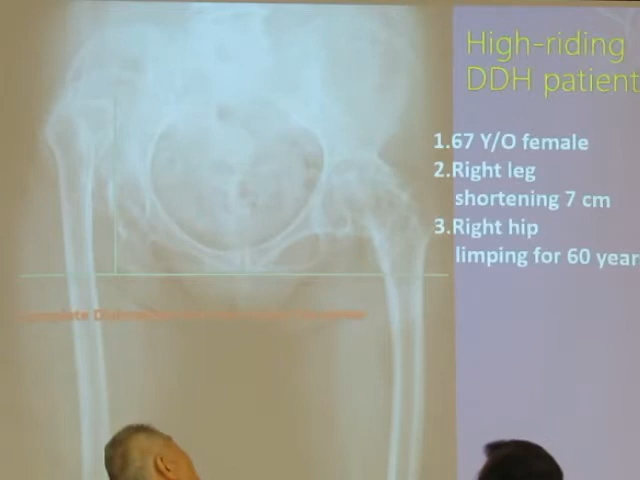 High-riding
DDH patient
1.67 Y/O female
2.Right leg
shortening 7 cm
3.Right hip
limping for 60 year